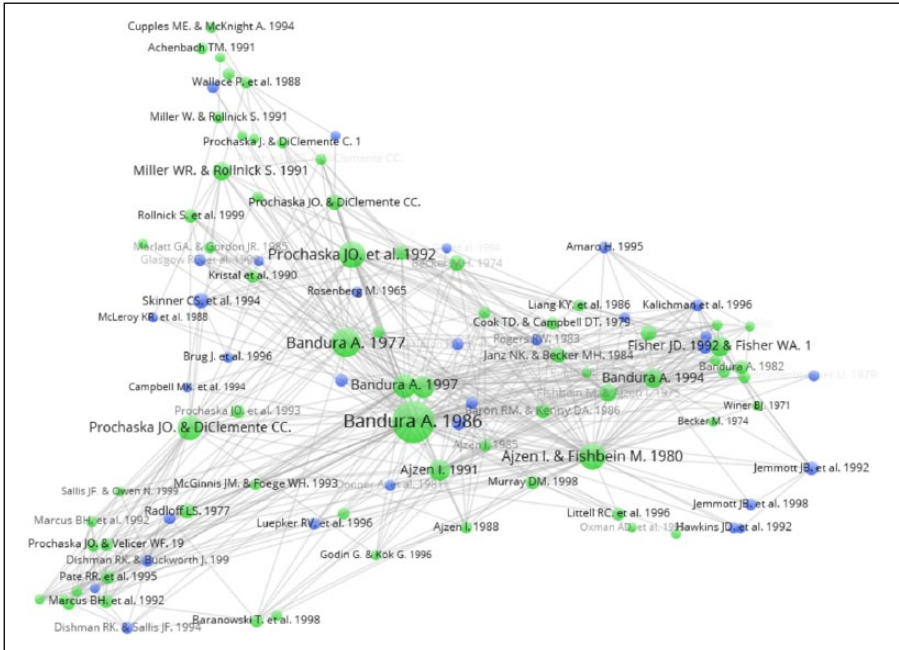 Cupples ME. & McKnight A. 1994
Achenbach TM. 1991
Wallace P. et al. 1988
Miller W. & Rollnick S. 1991
Prochaska J. & DiClemente C. 1
Miller WR. & Rollnick S. 1991
Prochaska JO. & DiClemente CC.
Rollnick S. et al. 1999
Marlatt GA. & Gordon JR. 1985
Amaro H. 1995
Prochaska JO. et al. 1992
Becker MH. 1974
Kristal et al. 1990
Rosenberg M. 1965
Skinner CS. et al. 1994
Liang KY. et al. 1986
Kalichman et al. 1996
McLeroy KR. et al. 1988
Cook TD. & Campbell DT. 1979
Rogers RW. 1983
Bandura A. 1977
Fisher JD. 1992 & Fisher WA. 1
Brug J. et al. 1996
Janz NK. & Becker MH. 1984
Bandura A. 1982
Bandura A. 1994
Campbell MK. et al. 1994
Bandura A. 1997
Prochaska JO. et al. 1993
Baron RM. & Kenny DA. 1986
Winer BJ. 1971
Bandura A. 1986
Becker M. 1974
Prochaska JO. & DiClemente CC.
Ajzen I. 1985
Ajzen I. & Fishbein M. 1980
Ajzen I. 1991
Jemmott JB. et al. 1992
McGinnis JM. & Foege WH. 1993
Murray DM. 1998
Sallis JF. & Owen N. 1999
Jemmott JB. et al. 1998
Radloff LS. 1977
Littell RC. et al. 1996
Marcus BH. et al. 1992
Luepker RV. et al. 1996
Ajzen I. 1988
Hawkins JD. et al. 1992
Prochaska JO. & Velicer WF. 19
Godin G. & Kok G. 1996
Dishman RK. & Buckworth J. 199
Pate RR. et al. 1995
Marcus BH. et al. 1992
Baranowski T. et al. 1998
Dishman RK. & Sallis JF. 1994